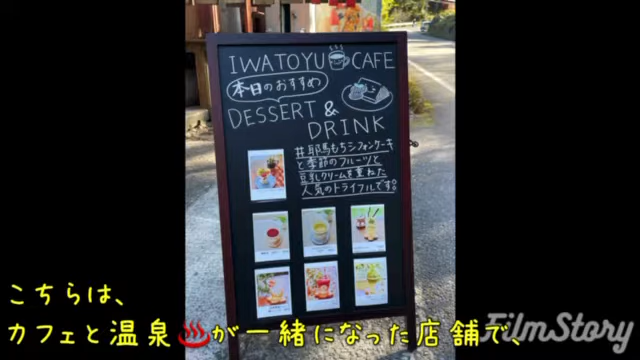 IWATOYU CAFE
本日のおすすめ
DESSERT &
DRINK
#耶馬もちシフォンケーキ
と季節のフルーツと
豆乳クリームを重ねた
人気のトライフルです。
こちらは、
カフェと温泉♨️が一緒になった店舗で、
FilmStory